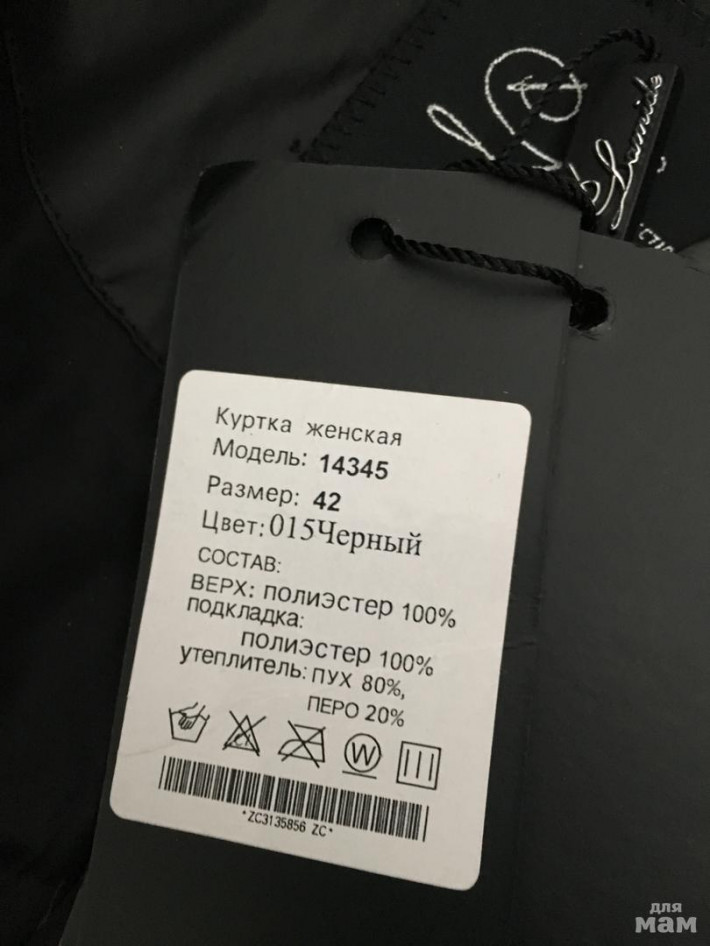 Lamide
Куртка женская
Модель: 14345
Размер: 42
Цвет: 015Черный
СОСТАВ:
ВЕРХ: полиэстер 100%
подкладка:
полиэстер 100%
утеплитель: ПУХ 80%,
ПЕРО 20%
W
*ZC3135856 ZC*
для
мам